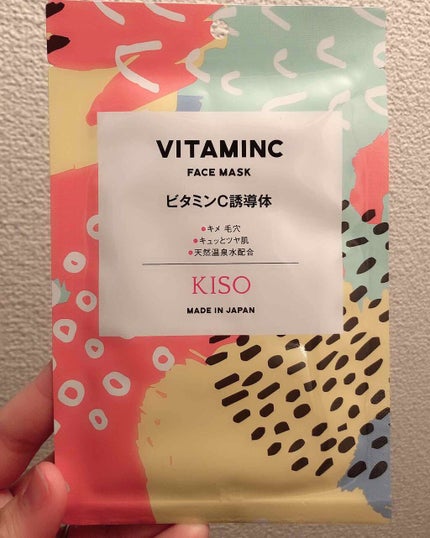 VITAMINC
FACE MASK
ビタミンC誘導体
●キメ 毛穴
●キュッとツヤ肌
●天然温泉水配合
KISO
MADE IN JAPAN